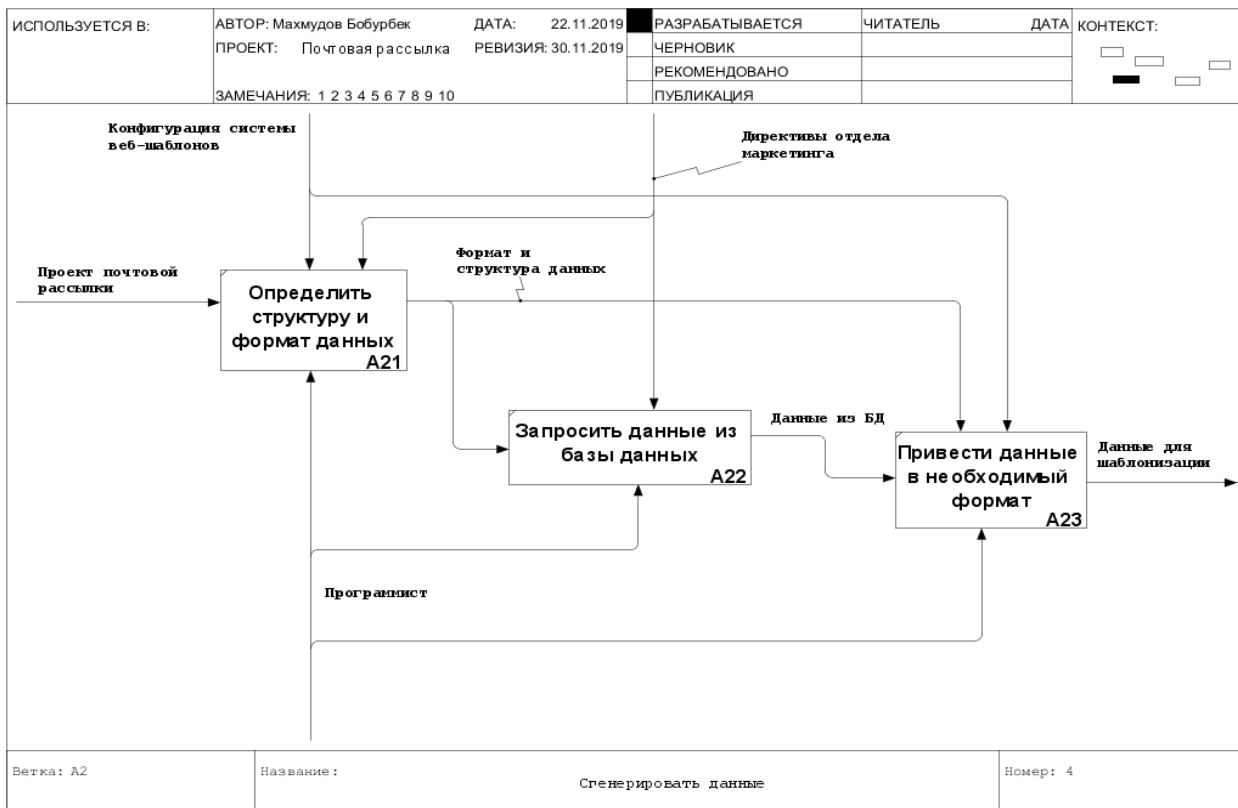 ИСПОЛЬЗУЕТСЯ В:
АВТОР: Махмудов Бобурбек
ДАТА: 22.11.2019
РАЗРАБАТЫВАЕТСЯ
ЧИТАТЕЛЬ
ДАТА
КОНТЕКСТ:
ПРОЕКТ: Почтовая рассылка
РЕВИЗИЯ: 30.11.2019
ЧЕРНОВИК
РЕКОМЕНДОВАНО
ЗАМЕЧАНИЯ: 1 2 3 4 5 6 7 8 9 10
ПУБЛИКАЦИЯ
Конфигурация системы
веб-шаблонов
Директивы отдела
маркетинга
Проект почтовой
рассылки
Формат и
структура данных
Определить
структуру и
формат данных
A21
Запросить данные из
базы данных
A22
Данные из БД
Привести данные
в необходимый
формат
A23
Данные для
шаблонизации
Программист
Ветка: A2
Название:
Сгенерировать данные
Номер: 4